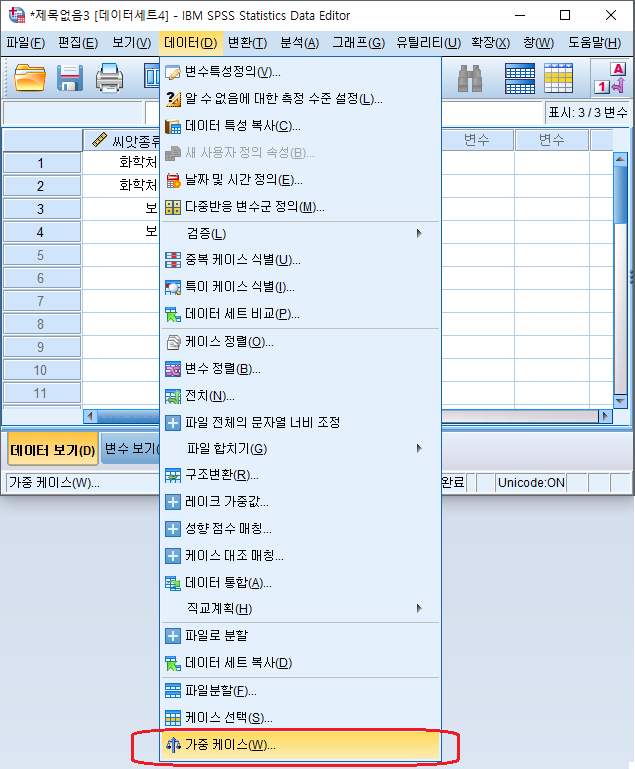 *제목없음3 [데이터세트4] - IBM SPSS Statistics Data Editor
파일(F) 편집(E) 보기(V) 데이터(D) 변환(T) 분석(A) 그래프(G) 유틸리티(U) 확장(X) 창(W) 도움말(H)
표시: 3 / 3 변수
씨앗종류 변수 변수
1 화학처
2 화학처
3 보
4 보
5
6
7
8
9
10
11
변수특성정의(V)...
알 수 없음에 대한 측정 수준 설정(L)...
데이터 특성 복사(C)...
새 사용자 정의 속성(B)...
날짜 및 시간 정의(E)...
다중반응 변수군 정의(M)...
검증(L)
중복 케이스 식별(U)...
특이 케이스 식별(I)...
데이터 세트 비교(P)...
케이스 정렬(O)...
변수 정렬(B)...
전치(N)...
파일 전체의 문자열 너비 조정
파일 합치기(G)
구조변환(R)...
레이크 가중값...
성향 점수 매칭...
케이스 대조 매칭...
데이터 통합(A)...
직교계획(H)
파일로 분할
데이터 세트 복사(D)
파일분할(F)...
케이스 선택(S)...
가중 케이스(W)...
데이터 보기(D) 변수 보기(
가중 케이스(W)... 완료 Unicode:ON